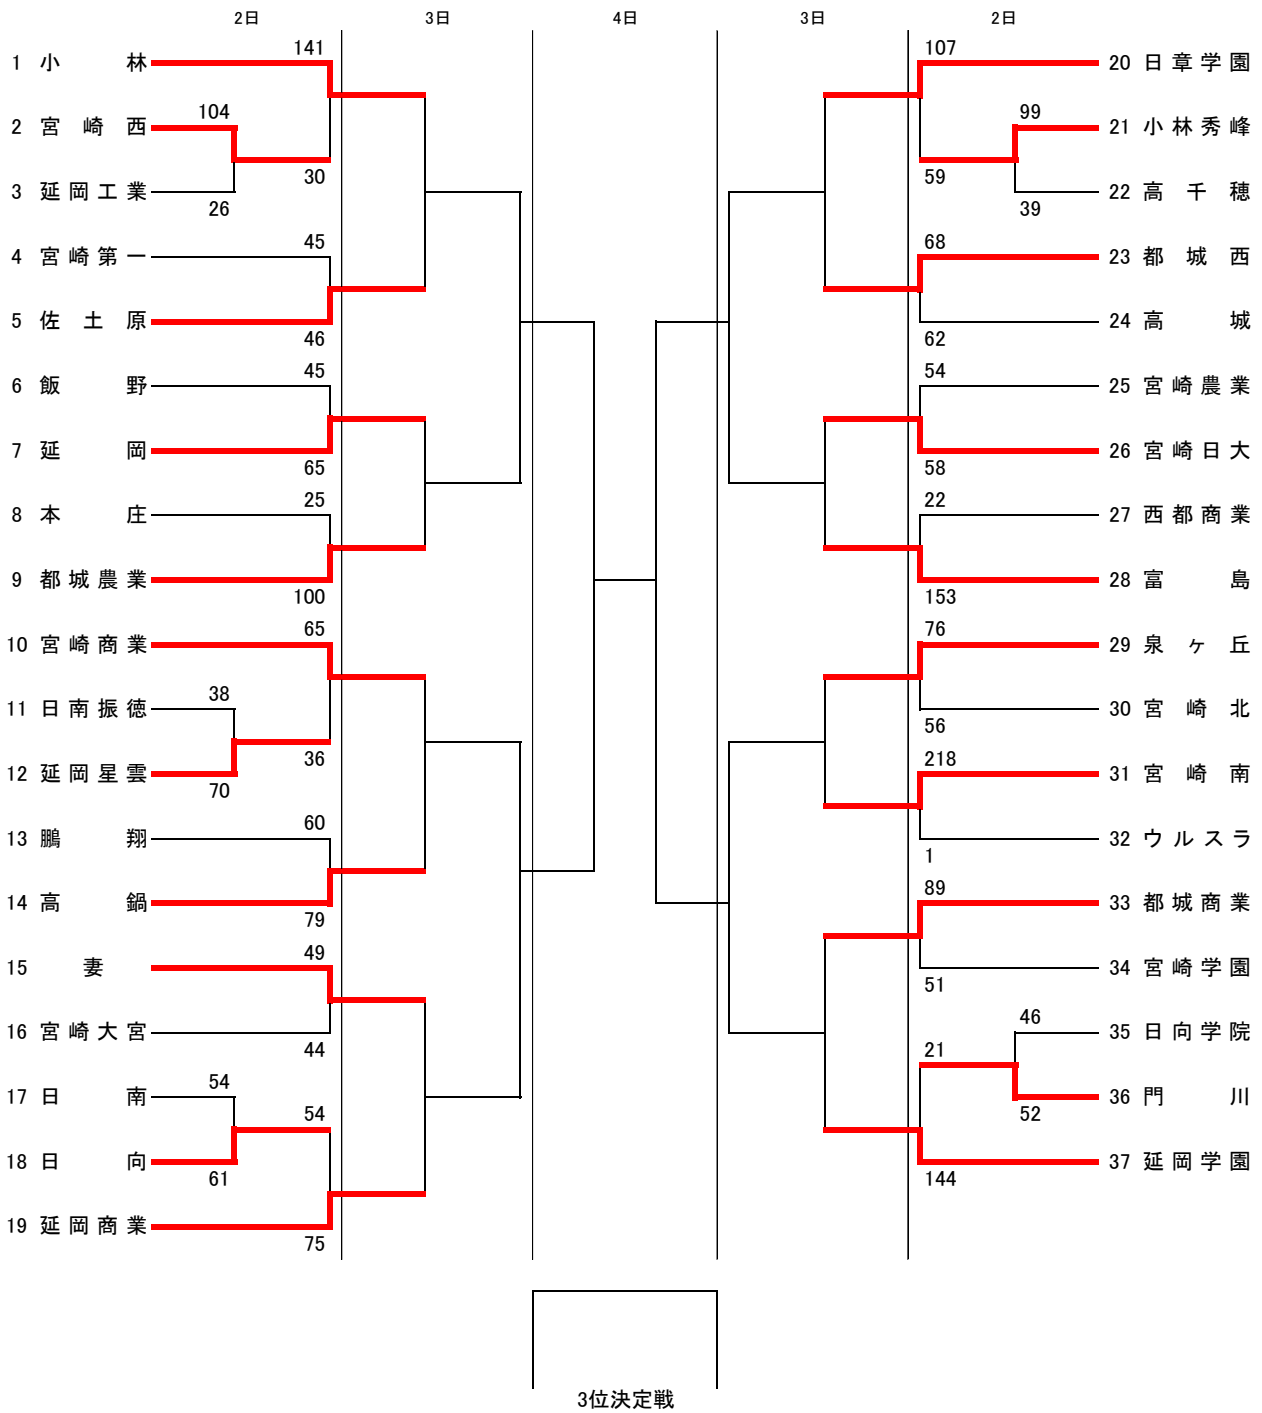 2日 3日 4日 3日 2日
1 小林 141
2 宮崎西 104
30
3 延岡工業 26
4 宮崎第一 45
5 佐土原 46
6 飯野 45
7 延岡 65
8 本庄 25
9 都城農業 100
10 宮崎商業 65
11 日南振徳 38
36
12 延岡星雲 70
13 鵬翔 60
14 高鍋 79
15 妻 49
16 宮崎大宮 44
17 日南 54
54
18 日向 61
19 延岡商業 75
107 20 日章学園
99 21 小林秀峰
59
39 22 高千穂
68 23 都城西
62 24 高城
54 25 宮崎農業
58 26 宮崎日大
22 27 西都商業
153 28 富島
76 29 泉ヶ丘
56 30 宮崎北
218 31 宮崎南
1 32 ウルスラ
89 33 都城商業
51 34 宮崎学園
46 35 日向学院
21
52 36 門川
144 37 延岡学園
3位決定戦